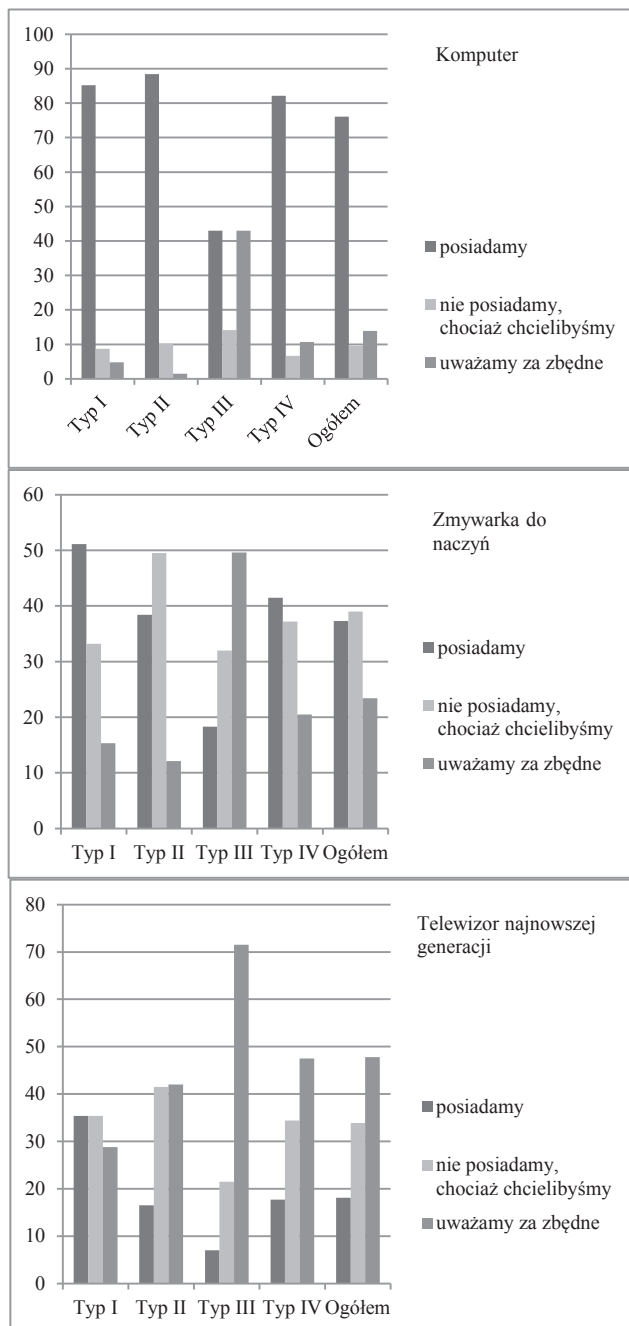 Komputer
100
90
80
70
60
50
40
30
20
10
0
Typ I
Typ II
Typ III
Typ IV
Ogółem
posiadamy
nie posiadamy,
chociaż chcielibyśmy
uważamy za zbędne
Zmywarka do
naczyń
60
50
40
30
20
10
0
Typ I
Typ II
Typ III
Typ IV
Ogółem
posiadamy
nie posiadamy,
chociaż chcielibyśmy
uważamy za zbędne
Telewizor najnowszej
generacji
80
70
60
50
40
30
20
10
0
Typ I
Typ II
Typ III
Typ IV
Ogółem
posiadamy
nie posiadamy,
chociaż chcielibyśmy
uważamy za zbędne